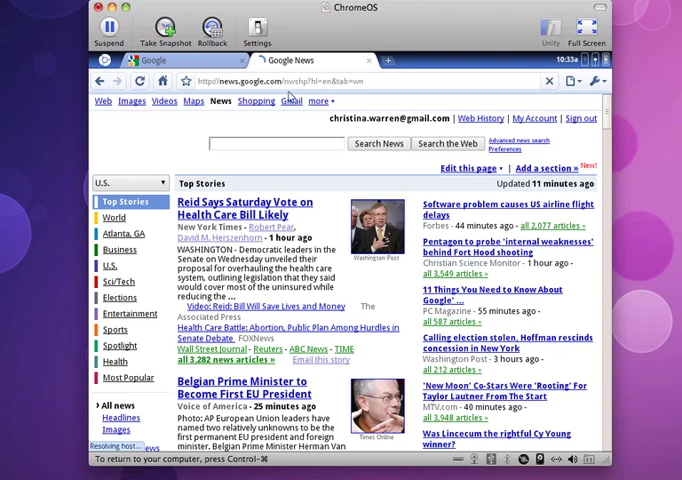 ChromeOS
Suspend
Take Snapshot
Rollback
Settings
Unity
Full Screen
Google
Google News
10:33a
http://news.google.com/nwshp?hl=en&tab=wn
Web Images Videos Maps News Shopping Gmail more ▾
christina.warren@gmail.com | Web History | My Account | Sign out
Search News
Search the Web
Advanced news search
Preferences
New!
Edit this page ▾ | Add a section »
U.S.
Top Stories
World
Atlanta, GA
Business
U.S.
Sci/Tech
Elections
Entertainment
Sports
Spotlight
Health
Most Popular
› All news
Headlines
Images
Resolving host...
Top Stories
Updated 11 minutes ago
Reid Says Saturday Vote on
Health Care Bill Likely
New York Times - Robert Pear,
David M. Herszenhorn - 1 hour ago
WASHINGTON - Democratic leaders in the
Senate on Wednesday unveiled their
proposal for overhauling the health care
system, outlining legislation that they said
would cover most of the uninsured while
reducing the ...
Video: Reid: Bill Will Save Lives and Money The
Associated Press
Health Care Battle: Abortion, Public Plan Among Hurdles in
Senate Debate FOXNews
Wall Street Journal - Reuters - ABC News - TIME
all 3,282 news articles » Email this story
Washington Post
Belgian Prime Minister to
Become First EU President
Voice of America - 25 minutes ago
Photo: AP European Union leaders have
named two relatively unknowns to be the
first permanent EU president and foreign
minister. Belgian Prime Minister Herman Van
Times Online
Software problem causes US airline flight
delays
Forbes - 44 minutes ago - all 2,077 articles »
Pentagon to probe 'internal weaknesses'
behind Fort Hood shooting
Christian Science Monitor - 1 hour ago -
all 3,549 articles »
11 Things You Need to Know About
Google' ...
PC Magazine - 55 minutes ago -
all 587 articles »
Calling election stolen, Hoffman rescinds
concession in New York
Washington Post - 3 hours ago -
all 212 articles »
'New Moon' Co-Stars Were 'Rooting' For
Taylor Lautner From The Start
MTV.com - 40 minutes ago -
all 3,948 articles »
Was Lincecum the rightful Cy Young
winner?
To return to your computer, press Control-⌘